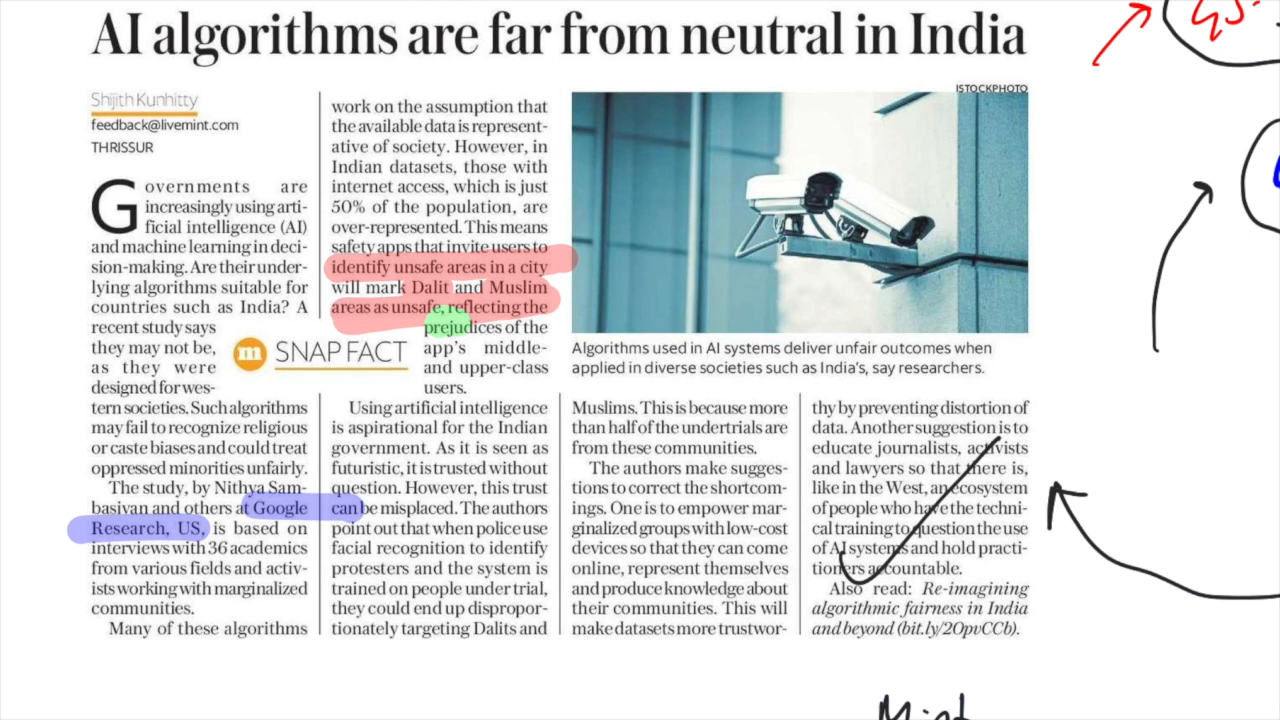 AI algorithms are far from neutral in India
Shijith Kunhitty
feedback@livemint.com
THRISSUR
Governments are
increasingly using arti-
ficial intelligence (AI)
and machine learning in deci-
sion-making. Are their under-
lying algorithms suitable for
countries such as India? A
recent study says
they may not be,
as they were
designed for wes-
tern societies. Such algorithms
may fail to recognize religious
or caste biases and could treat
oppressed minorities unfairly.
The study, by Nithya Sam-
basivan and others at Google
Research, US, is based on
interviews with 36 academics
from various fields and activ-
ists working with marginalized
communities.
Many of these algorithms
m SNAP FACT
work on the assumption that
the available data is represent-
ative of society. However, in
Indian datasets, those with
internet access, which is just
50% of the population, are
over-represented. This means
safety apps that invite users to
identify unsafe areas in a city
will mark Dalit and Muslim
areas as unsafe, reflecting the
prejudices of the
app's middle-
and upper-class
users.
Using artificial intelligence
is aspirational for the Indian
government. As it is seen as
futuristic, it is trusted without
question. However, this trust
can be misplaced. The authors
point out that when police use
facial recognition to identify
protesters and the system is
trained on people under trial,
they could end up dispropor-
tionately targeting Dalits and
ISTOCKPHOTO
Algorithms used in AI systems deliver unfair outcomes when
applied in diverse societies such as India's, say researchers.
Muslims. This is because more
than half of the undertrials are
from these communities.
The authors make sugges-
tions to correct the shortcom-
ings. One is to empower mar-
ginalized groups with low-cost
devices so that they can come
online, represent themselves
and produce knowledge about
their communities. This will
make datasets more trustwor-
thy by preventing distortion of
data. Another suggestion is to
educate journalists, activists
and lawyers so that there is,
like in the West, an ecosystem
of people who have the techni-
cal training to question the use
of AI systems and hold practi-
tioners accountable.
Also read: Re-imagining
algorithmic fairness in India
and beyond (bit.ly/2OpvCCb).
Mint